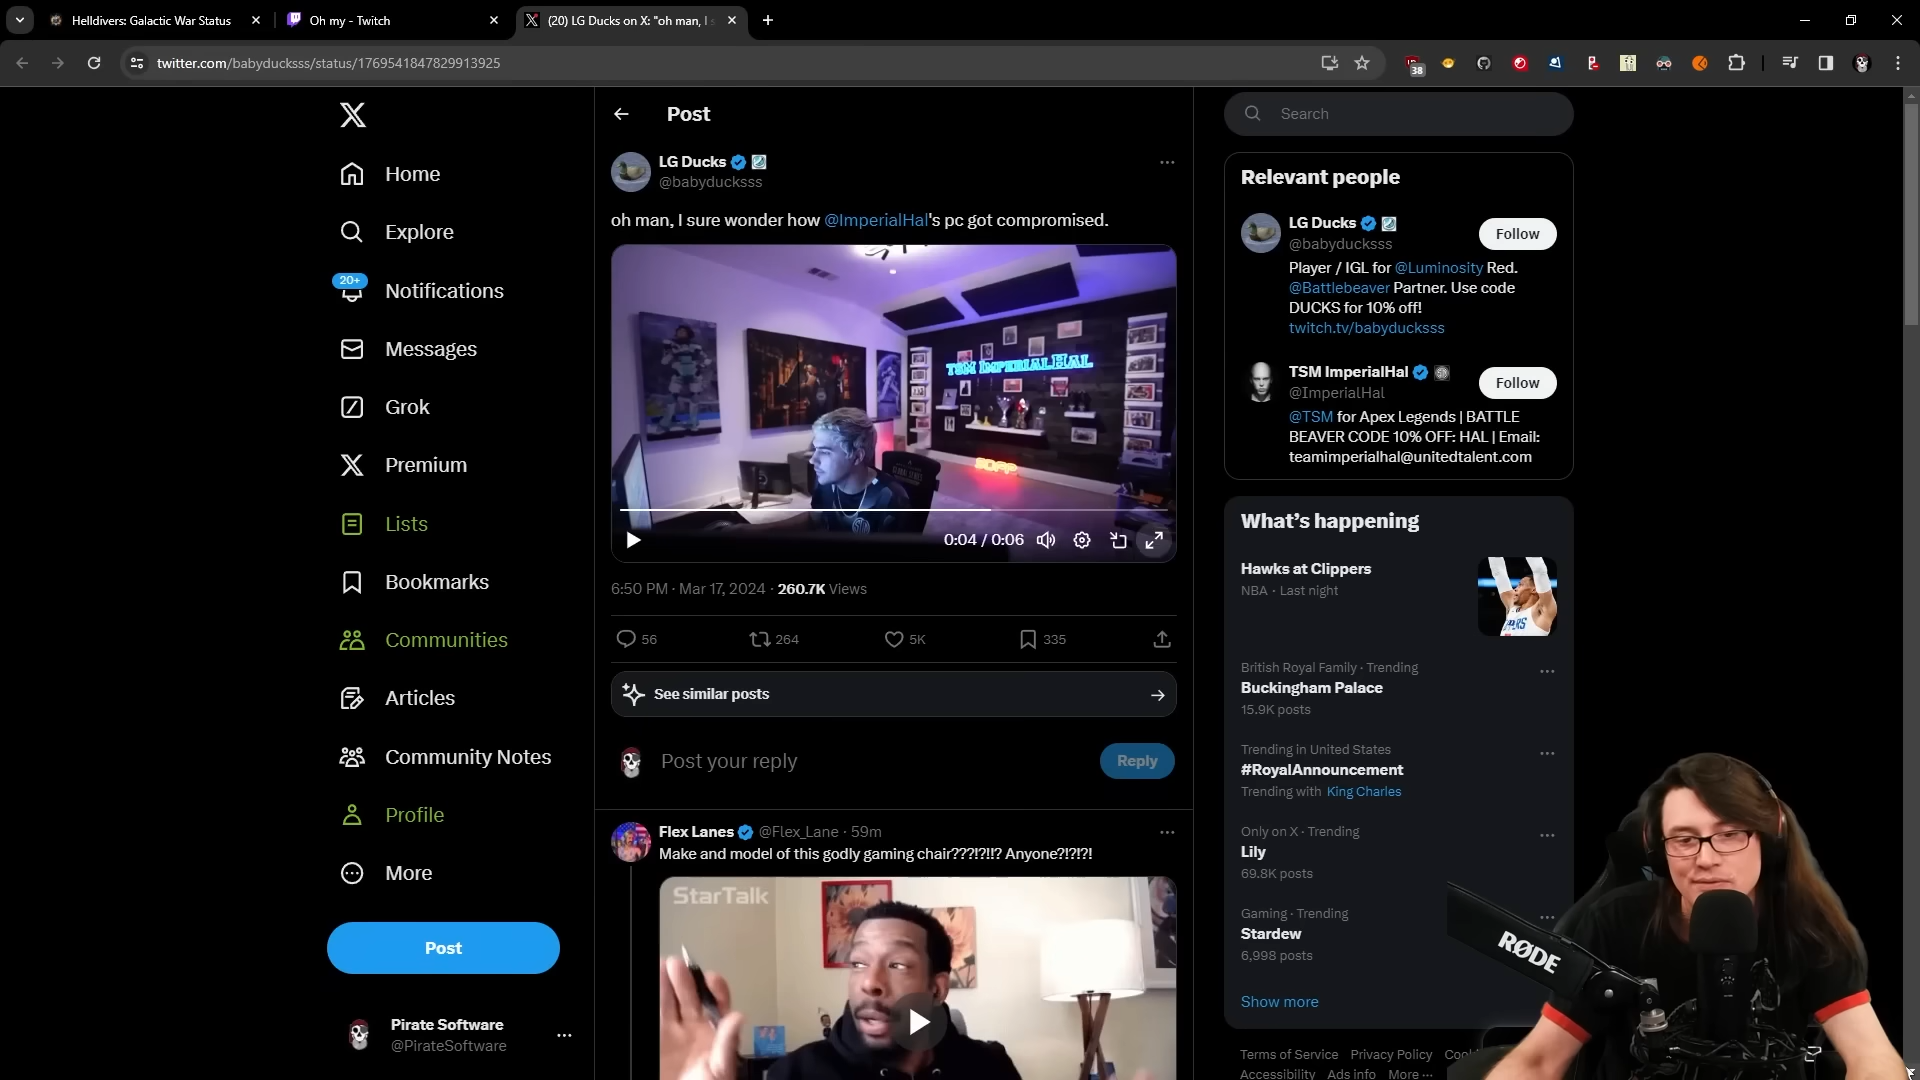 Helldivers: Galactic War Status
Oh my - Twitch
(20) LG Ducks on X: "oh man, I s
twitter.com/babyducksss/status/1769541847829913925
38
Home
Explore
20+
Notifications
Messages
Grok
Premium
Lists
Bookmarks
Communities
Articles
Community Notes
Profile
More
Post
Pirate Software
@PirateSoftware
Post
LG Ducks
@babyducksss
oh man, I sure wonder how @ImperialHal's pc got compromised.
TSM IMPERIALHAL
0:04 / 0:06
6:50 PM · Mar 17, 2024 · 260.7K Views
56
264
5K
335
See similar posts
Post your reply
Reply
Flex Lanes @Flex_Lane · 59m
Make and model of this godly gaming chair???!?!!? Anyone?!?!?!
StarTalk
Search
Relevant people
LG Ducks
@babyducksss
Follow
Player / IGL for @Luminosity Red.
@Battlebeaver Partner. Use code
DUCKS for 10% off!
twitch.tv/babyducksss
TSM ImperialHal
@ImperialHal
Follow
@TSM for Apex Legends | BATTLE
BEAVER CODE 10% OFF: HAL | Email:
teamimperialhal@unitedtalent.com
What's happening
Hawks at Clippers
NBA · Last night
British Royal Family · Trending
Buckingham Palace
15.9K posts
Trending in United States
#RoyalAnnouncement
Trending with King Charles
Only on X · Trending
Lily
69.8K posts
Gaming · Trending
Stardew
6,998 posts
Show more
RØDE
Terms of Service Privacy Policy
Accessibility Ads info More ···